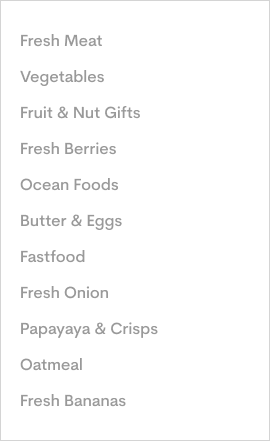 Fresh Meat
Vegetables
Fruit & Nut Gifts
Fresh Berries
Ocean Foods
Butter & Eggs
Fastfood
Fresh Onion
Papayaya & Crisps
Oatmeal
Fresh Bananas